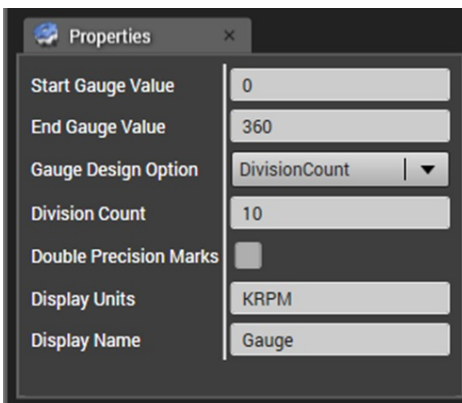 Properties
Start Gauge Value 0
End Gauge Value 360
Gauge Design Option DivisionCount
Division Count 10
Double Precision Marks
Display Units KRPM
Display Name Gauge